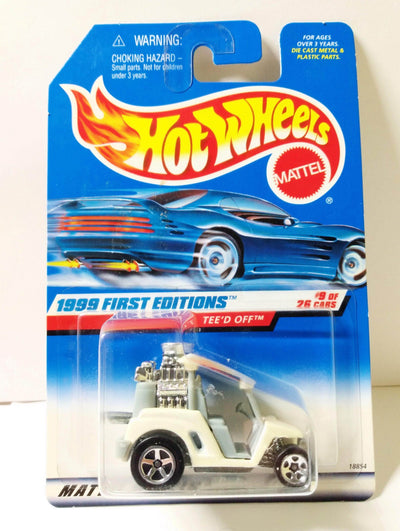 WARNING:
CHOKING HAZARD –
Small parts. Not for children
under 3 years.
FOR AGES
OVER 3 YEARS.
DIE CAST METAL &
PLASTIC PARTS.
HOT WHEELS
MATTEL
®
1999 FIRST EDITIONS™
#9 OF
26 CARS
TEE'D OFF™
18854